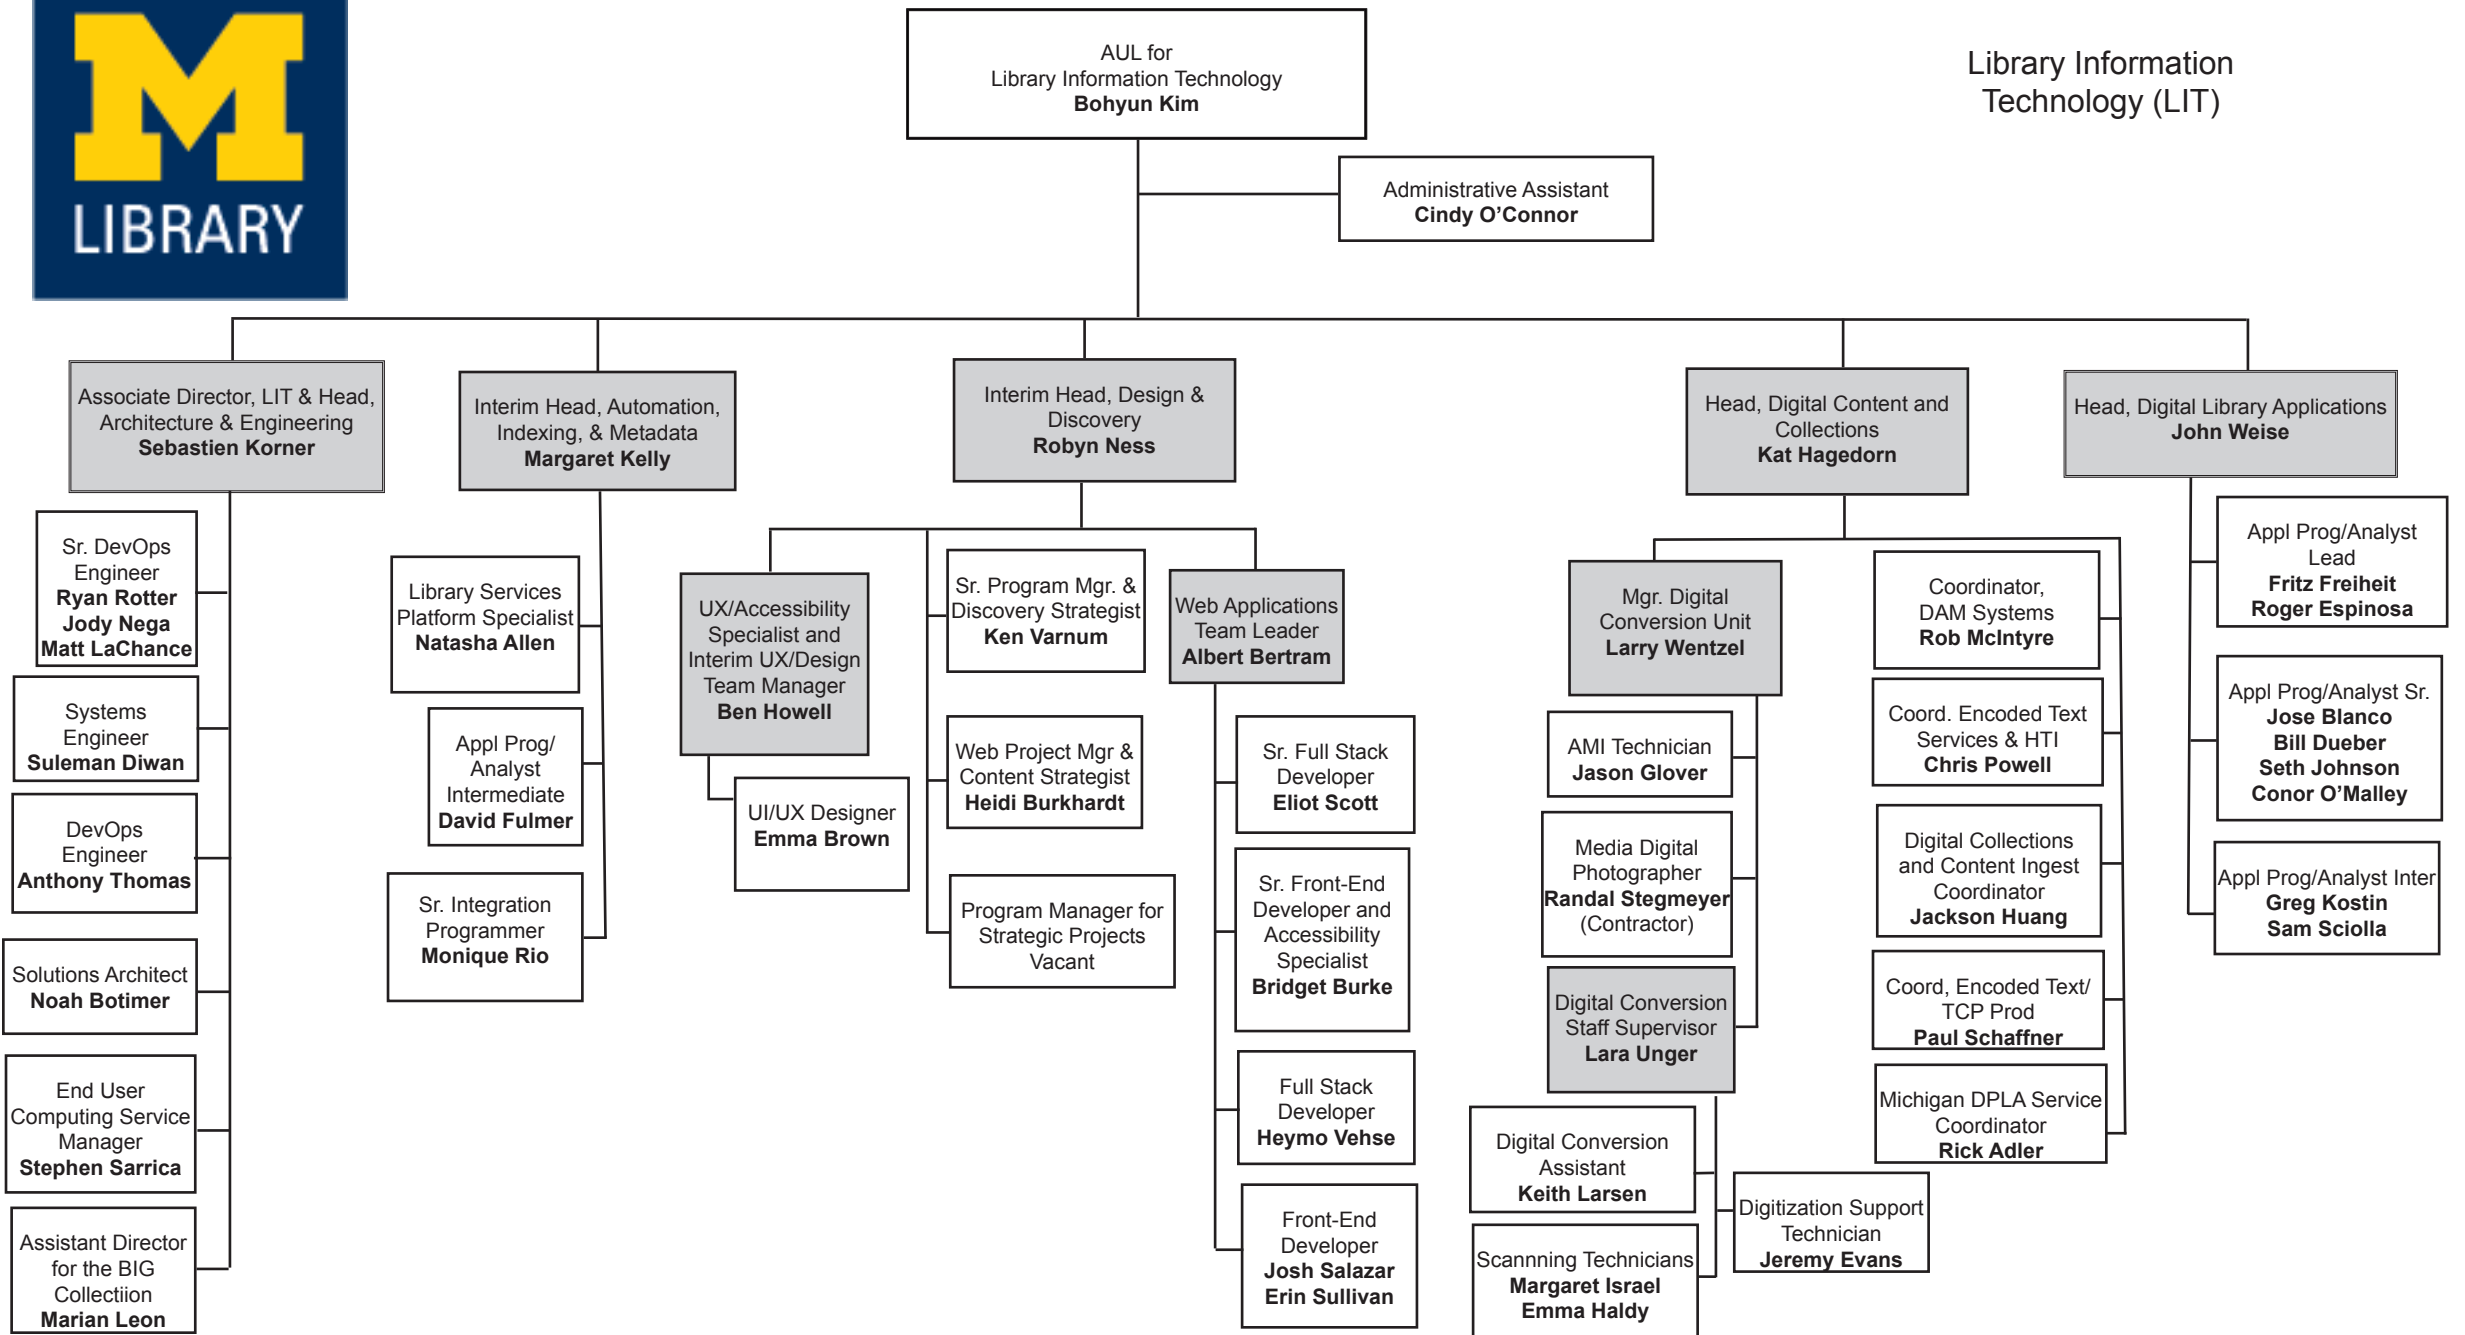 M
LIBRARY
Library Information
Technology (LIT)
AUL for
Library Information Technology
Bohyun Kim
Administrative Assistant
Cindy O’Connor
Associate Director, LIT & Head,
Architecture & Engineering
Sebastien Korner
Sr. DevOps
Engineer
Ryan Rotter
Jody Nega
Matt LaChance
Systems
Engineer
Suleman Diwan
DevOps
Engineer
Anthony Thomas
Solutions Architect
Noah Botimer
End User
Computing Service
Manager
Stephen Sarrica
Assistant Director
for the BIG
Collectiion
Marian Leon
Interim Head, Automation,
Indexing, & Metadata
Margaret Kelly
Library Services
Platform Specialist
Natasha Allen
Appl Prog/
Analyst
Intermediate
David Fulmer
Sr. Integration
Programmer
Monique Rio
Interim Head, Design &
Discovery
Robyn Ness
UX/Accessibility
Specialist and
Interim UX/Design
Team Manager
Ben Howell
UI/UX Designer
Emma Brown
Sr. Program Mgr. &
Discovery Strategist
Ken Varnum
Web Project Mgr &
Content Strategist
Heidi Burkhardt
Program Manager for
Strategic Projects
Vacant
Web Applications
Team Leader
Albert Bertram
Sr. Full Stack
Developer
Eliot Scott
Sr. Front-End
Developer and
Accessibility
Specialist
Bridget Burke
Full Stack
Developer
Heymo Vehse
Front-End
Developer
Josh Salazar
Erin Sullivan
Head, Digital Content and
Collections
Kat Hagedorn
Mgr. Digital
Conversion Unit
Larry Wentzel
AMI Technician
Jason Glover
Media Digital
Photographer
Randal Stegmeyer
(Contractor)
Digital Conversion
Staff Supervisor
Lara Unger
Digital Conversion
Assistant
Keith Larsen
Scannning Technicians
Margaret Israel
Emma Haldy
Digitization Support
Technician
Jeremy Evans
Coordinator,
DAM Systems
Rob McIntyre
Coord. Encoded Text
Services & HTI
Chris Powell
Digital Collections
and Content Ingest
Coordinator
Jackson Huang
Coord, Encoded Text/
TCP Prod
Paul Schaffner
Michigan DPLA Service
Coordinator
Rick Adler
Head, Digital Library Applications
John Weise
Appl Prog/Analyst
Lead
Fritz Freiheit
Roger Espinosa
Appl Prog/Analyst Sr.
Jose Blanco
Bill Dueber
Seth Johnson
Conor O’Malley
Appl Prog/Analyst Inter
Greg Kostin
Sam Sciolla